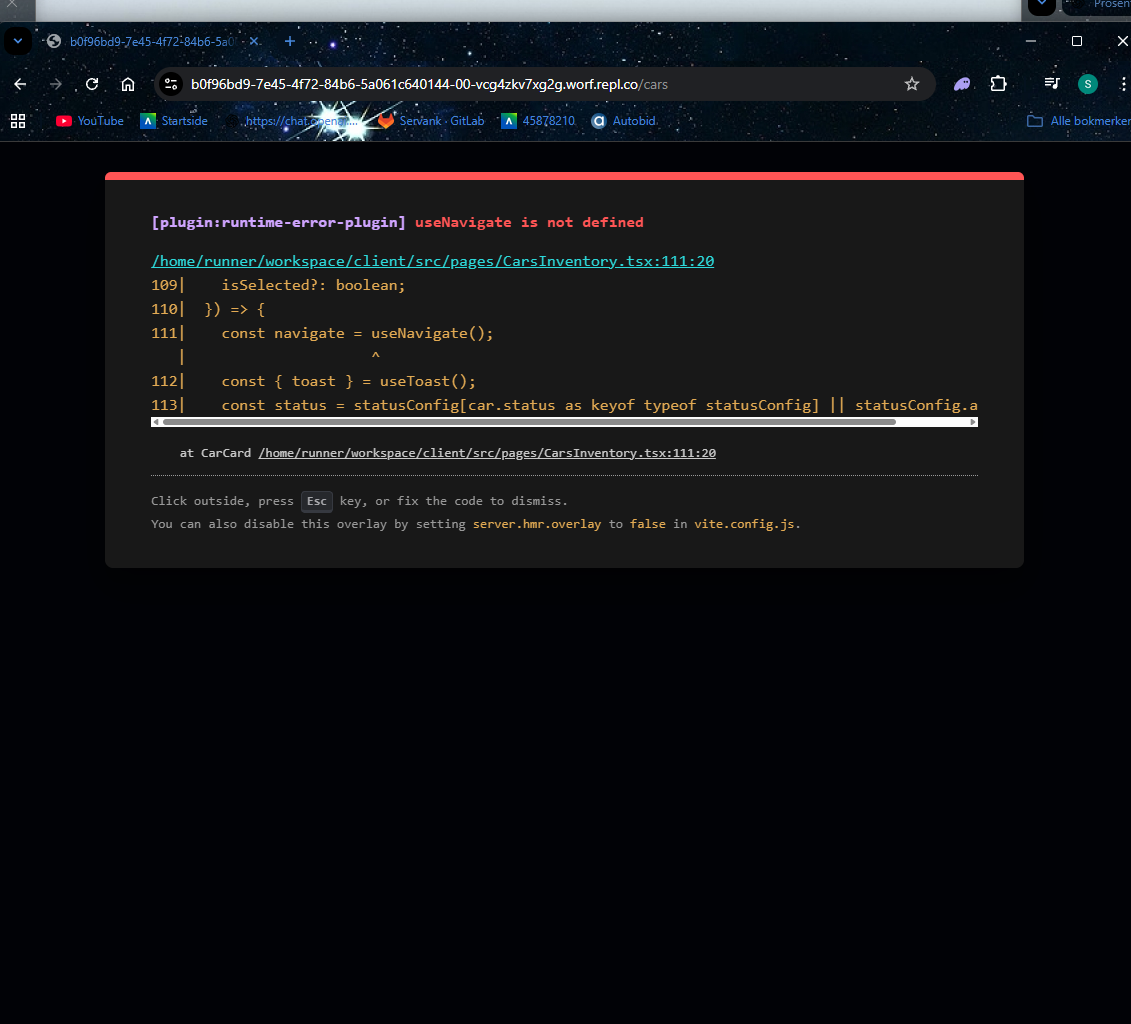 Prosen
b0f96bd9-7e45-4f72-84b6-5a0
b0f96bd9-7e45-4f72-84b6-5a061c640144-00-vcg4zkv7xg2g.worf.repl.co/cars
S
YouTube
Startside
https://chat.openai....
Servank · GitLab
45878210
Autobid.
Alle bokmerker
[plugin:runtime-error-plugin] useNavigate is not defined
/home/runner/workspace/client/src/pages/CarsInventory.tsx:111:20
109|    isSelected?: boolean;
110|  }) => {
111|    const navigate = useNavigate();
|                     ^
112|    const { toast } = useToast();
113|    const status = statusConfig[car.status as keyof typeof statusConfig] || statusConfig.a
at CarCard /home/runner/workspace/client/src/pages/CarsInventory.tsx:111:20
Click outside, press Esc key, or fix the code to dismiss.
You can also disable this overlay by setting server.hmr.overlay to false in vite.config.js.